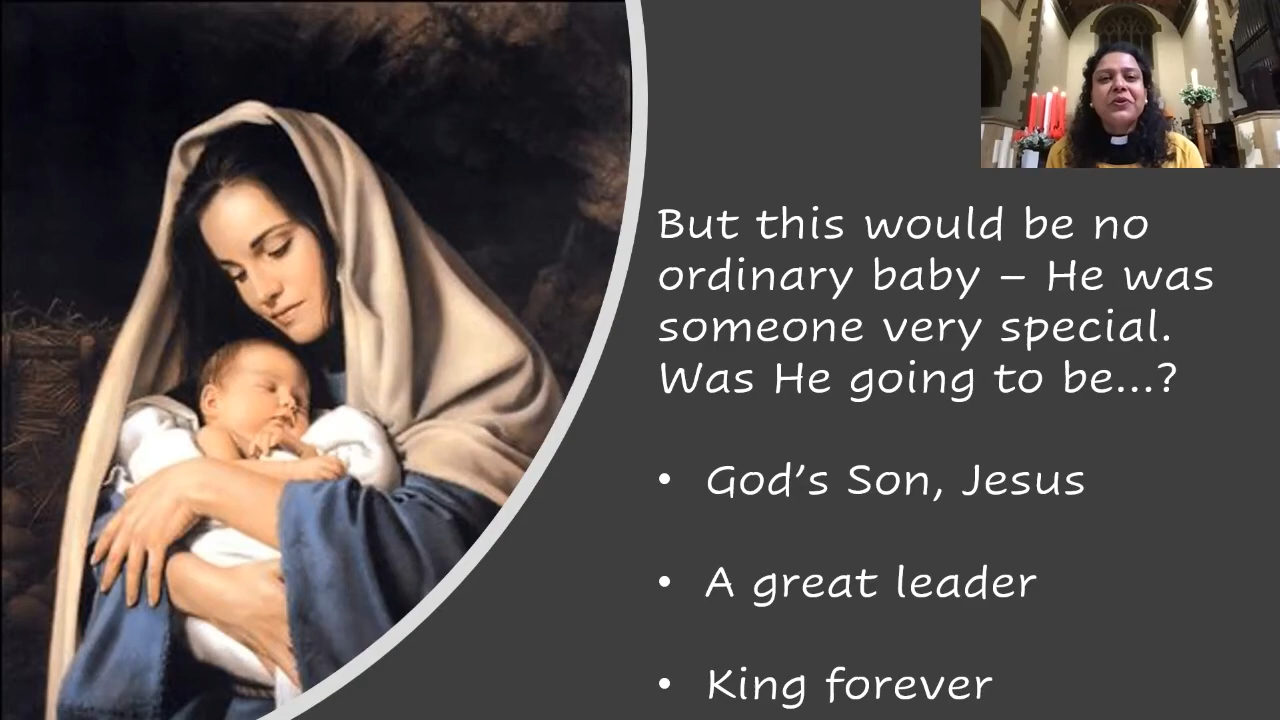 But this would be no
ordinary baby – He was
someone very special.
Was He going to be...?
• God's Son, Jesus
• A great leader
• King forever